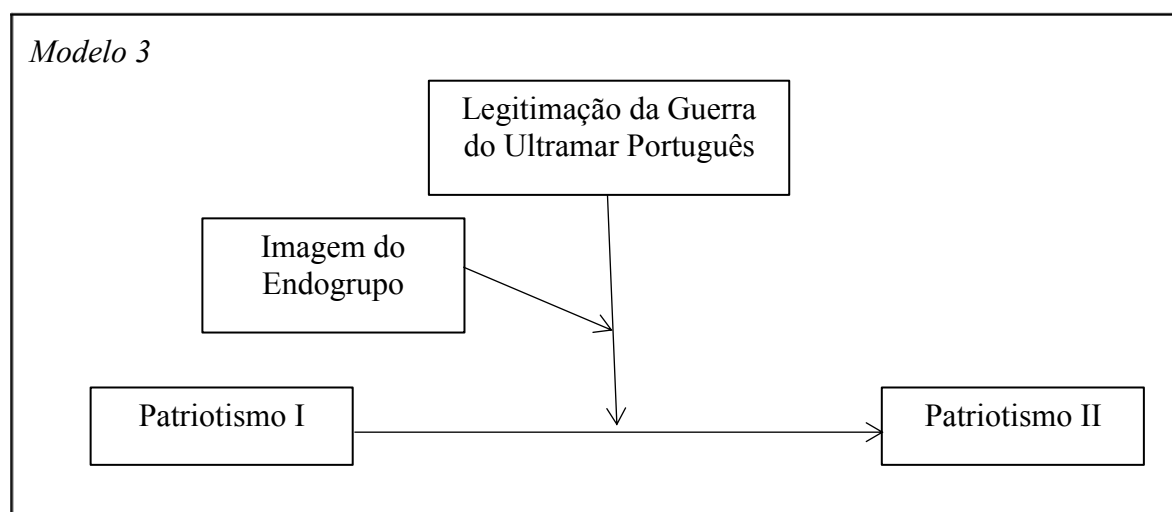 Modelo 3
Legitimação da Guerra
do Ultramar Português
Imagem do
Endogrupo
Patriotismo I
Patriotismo II